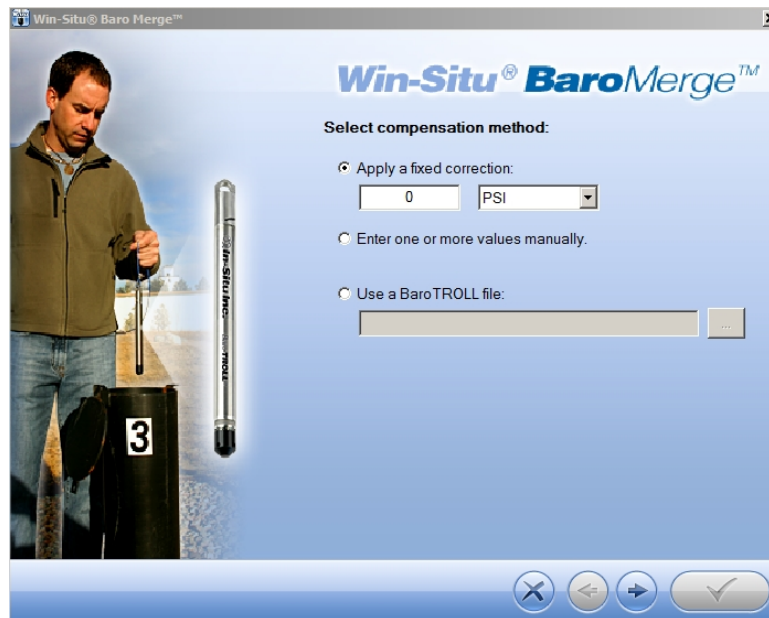 Win-Situ® Baro Merge™
Win-Situ® BaroMerge™
Select compensation method:
Apply a fixed correction:
0 PSI
Enter one or more values manually.
Use a BaroTROLL file:
...
In-Situ Inc.
TROLL
3